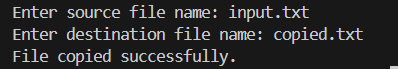 Enter source file name: input.txt
Enter destination file name: copied.txt
File copied successfully.